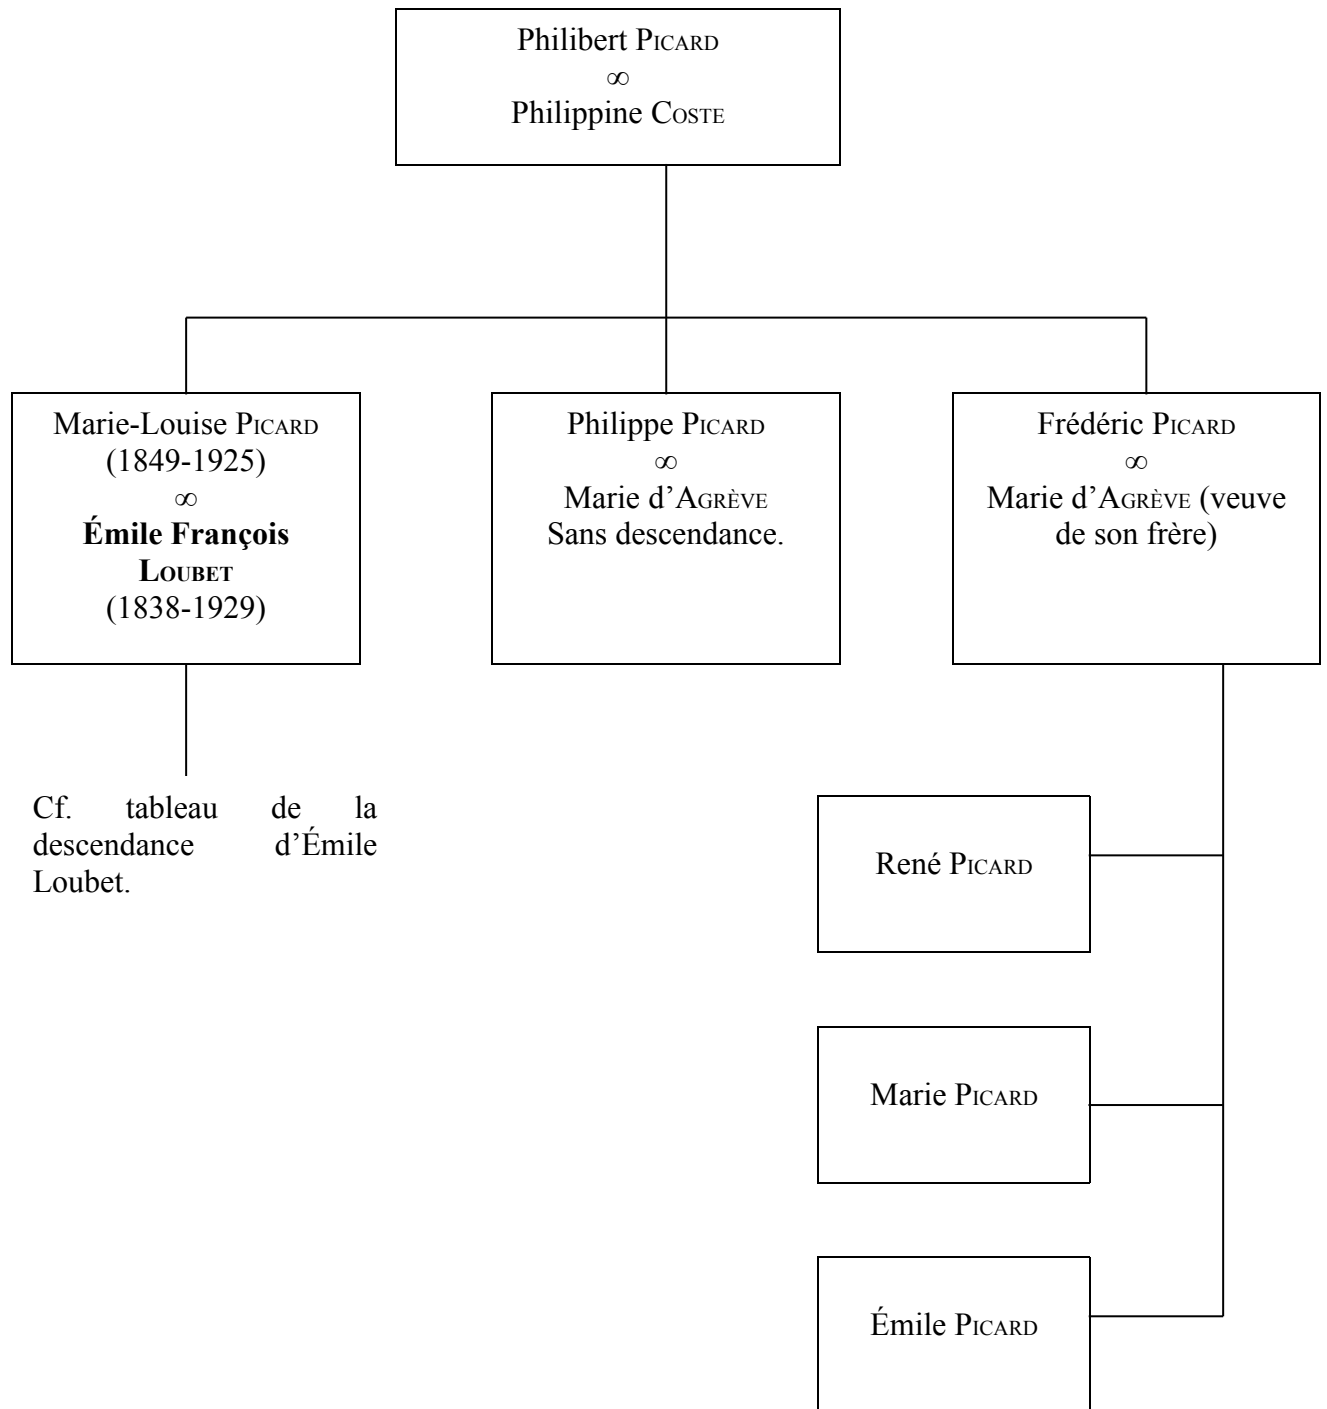 Philibert PICARD
∞
Philippine COSTE
Marie-Louise PICARD
(1849-1925)
∞
Émile François
LOUBET
(1838-1929)
Philippe PICARD
∞
Marie d’AGRÈVE
Sans descendance.
Frédéric PICARD
∞
Marie d’AGRÈVE (veuve
de son frère)
Cf. tableau de la
descendance d’Émile
Loubet.
René PICARD
Marie PICARD
Émile PICARD